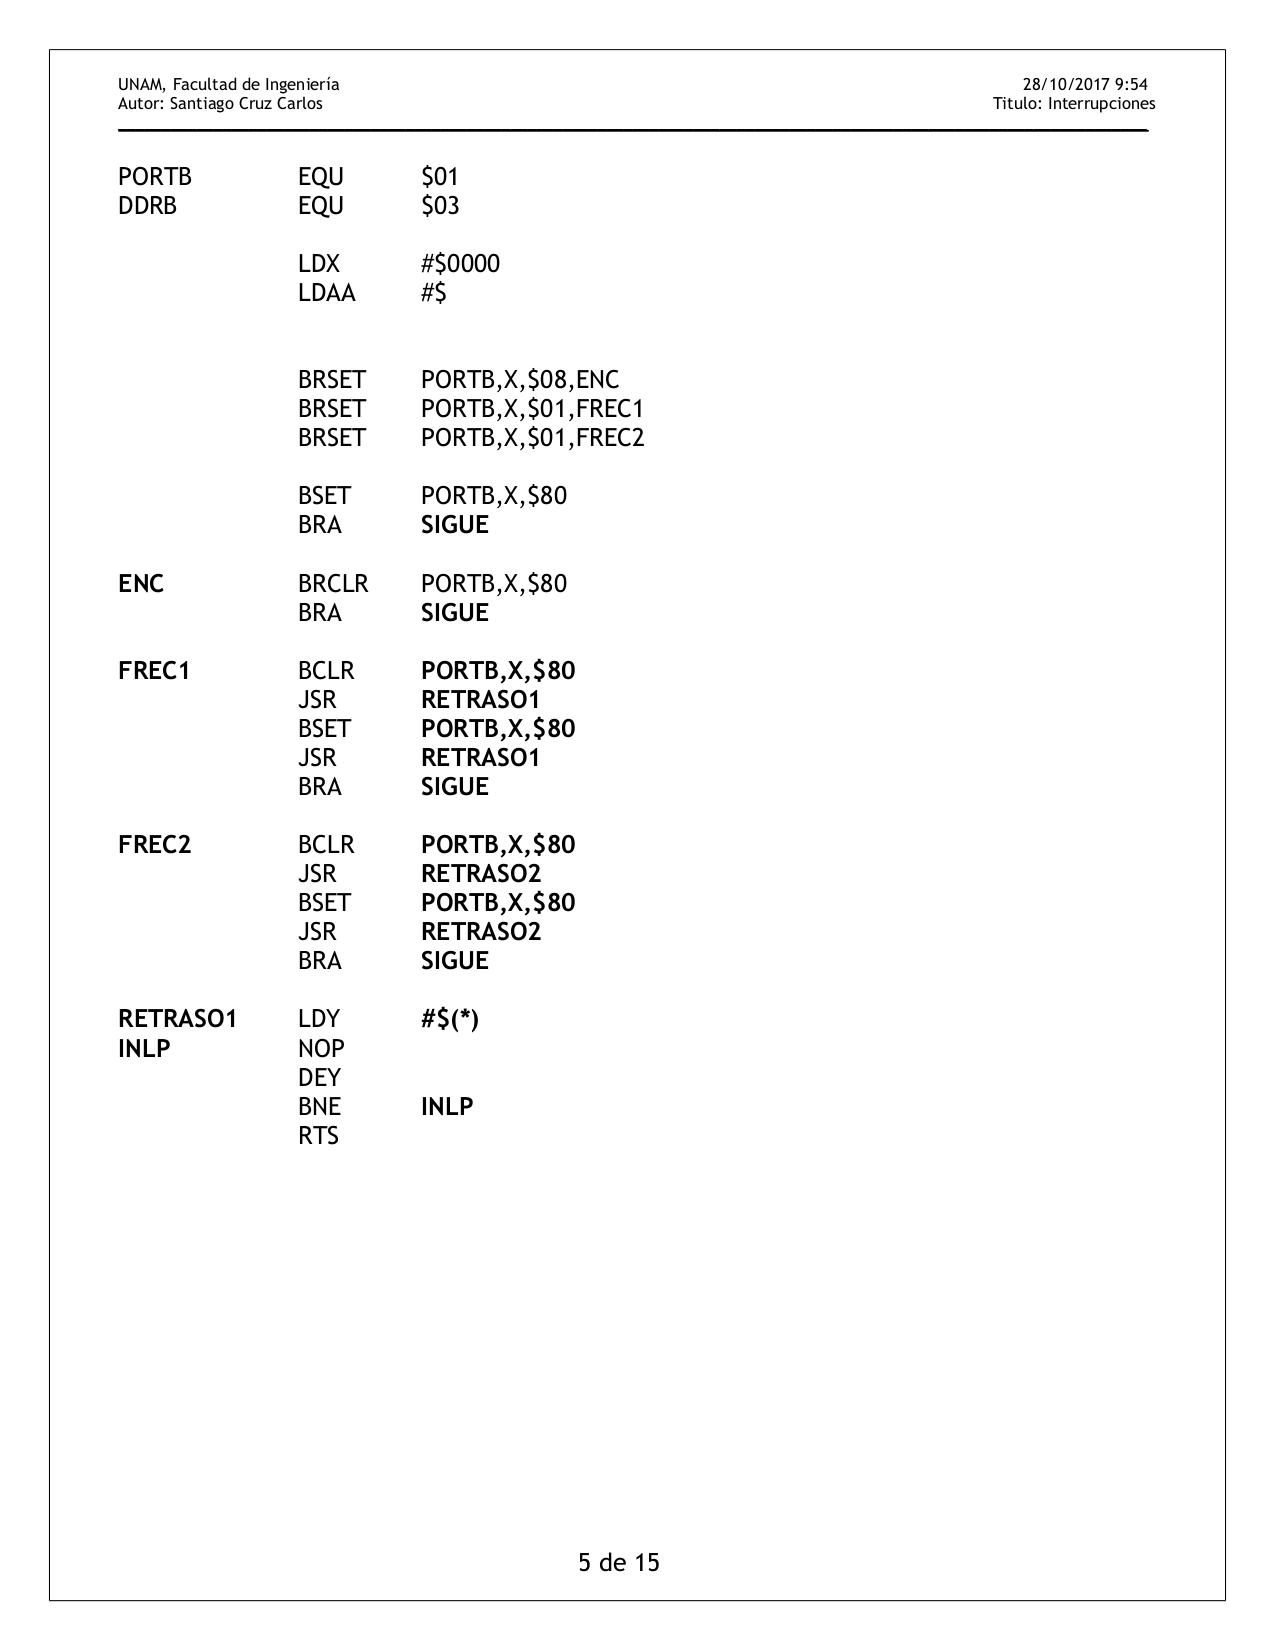 UNAM, Facultad de Ingeniería 28/10/2017 9:54
Autor: Santiago Cruz Carlos Titulo: Interrupciones
PORTB EQU $01
DDRB EQU $03
LDX #$0000
LDAA #$
BRSET PORTB,X,$08,ENC
BRSET PORTB,X,$01,FREC1
BRSET PORTB,X,$01,FREC2
BSET PORTB,X,$80
BRA SIGUE
ENC BRCLR PORTB,X,$80
BRA SIGUE
FREC1 BCLR PORTB,X,$80
JSR RETRASO1
BSET PORTB,X,$80
JSR RETRASO1
BRA SIGUE
FREC2 BCLR PORTB,X,$80
JSR RETRASO2
BSET PORTB,X,$80
JSR RETRASO2
BRA SIGUE
RETRASO1 LDY #$(*)
INLP NOP
DEY
BNE INLP
RTS
5 de 15